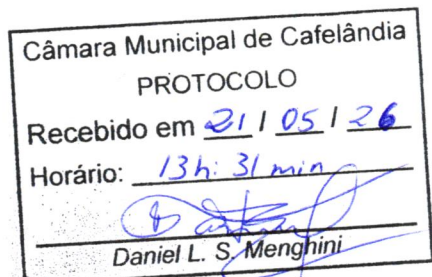 Câmara Municipal de Cafelândia
PROTOCOLO
Recebido em 21 / 05 / 26
Horário: 13h: 31 min
Daniel L. S. Menghini